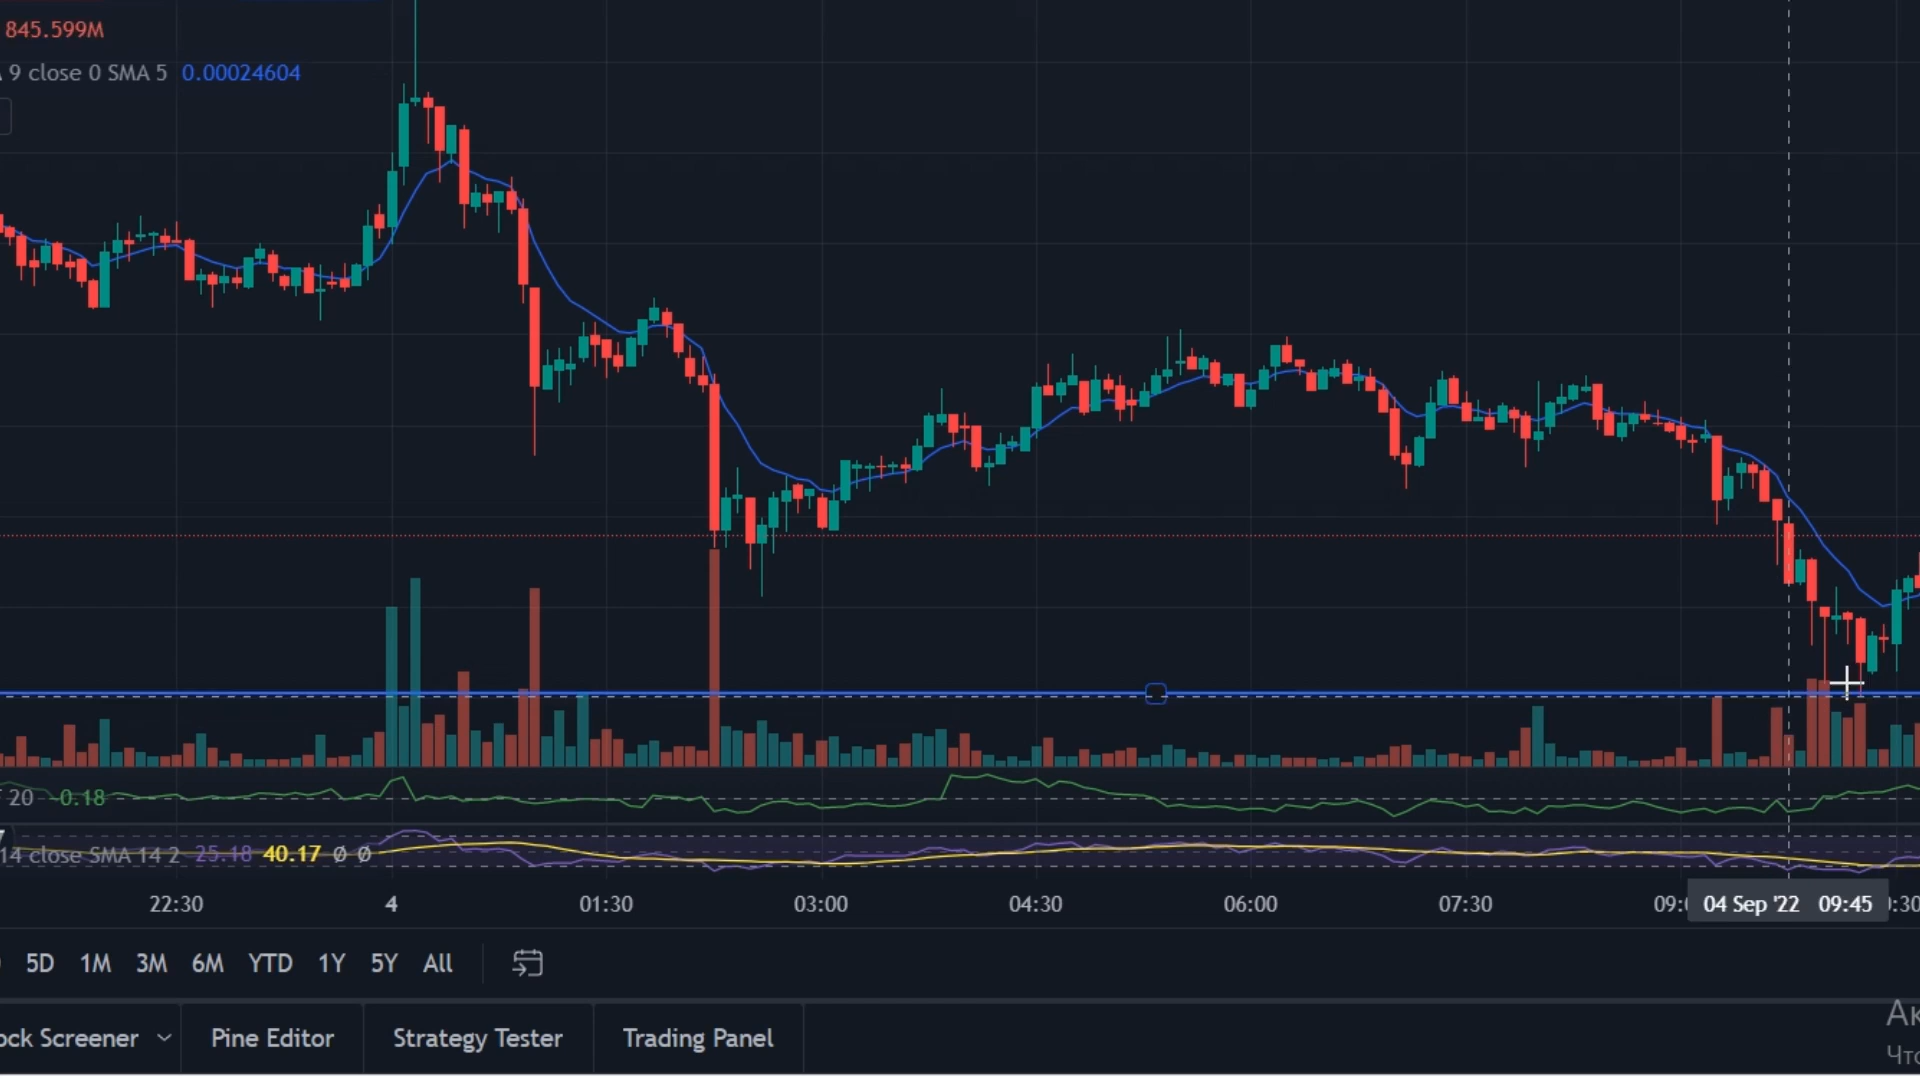 845.599M
9 close 0 SMA 5 0.00024604
20 -0.18
14 close SMA 14 2 25.18 40.17 Ø Ø
22:30 4 01:30 03:00 04:30 06:00 07:30 09:0 04 Sep '22 09:45 :30
5D 1M 3M 6M YTD 1Y 5Y All
ock Screener Pine Editor Strategy Tester Trading Panel
Ак
Что